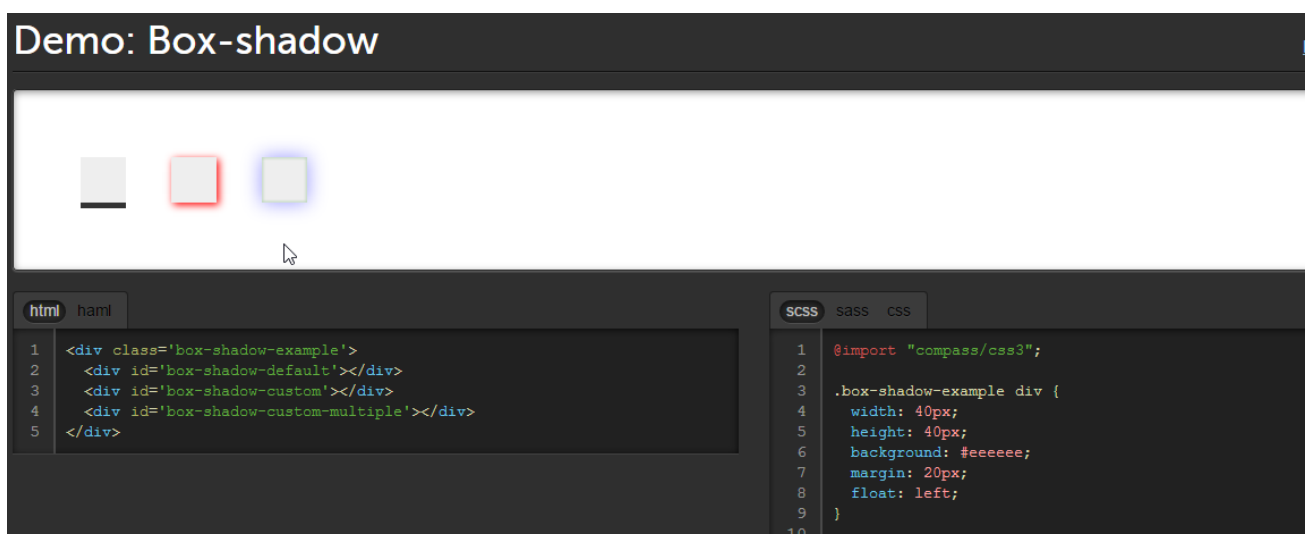 Demo: Box-shadow
html haml
1 <div class='box-shadow-example'>
2   <div id='box-shadow-default'></div>
3   <div id='box-shadow-custom'></div>
4   <div id='box-shadow-custom-multiple'></div>
5 </div>
scss sass css
1 @import "compass/css3";
2
3 .box-shadow-example div {
4   width: 40px;
5   height: 40px;
6   background: #eeeeee;
7   margin: 20px;
8   float: left;
9 }
10